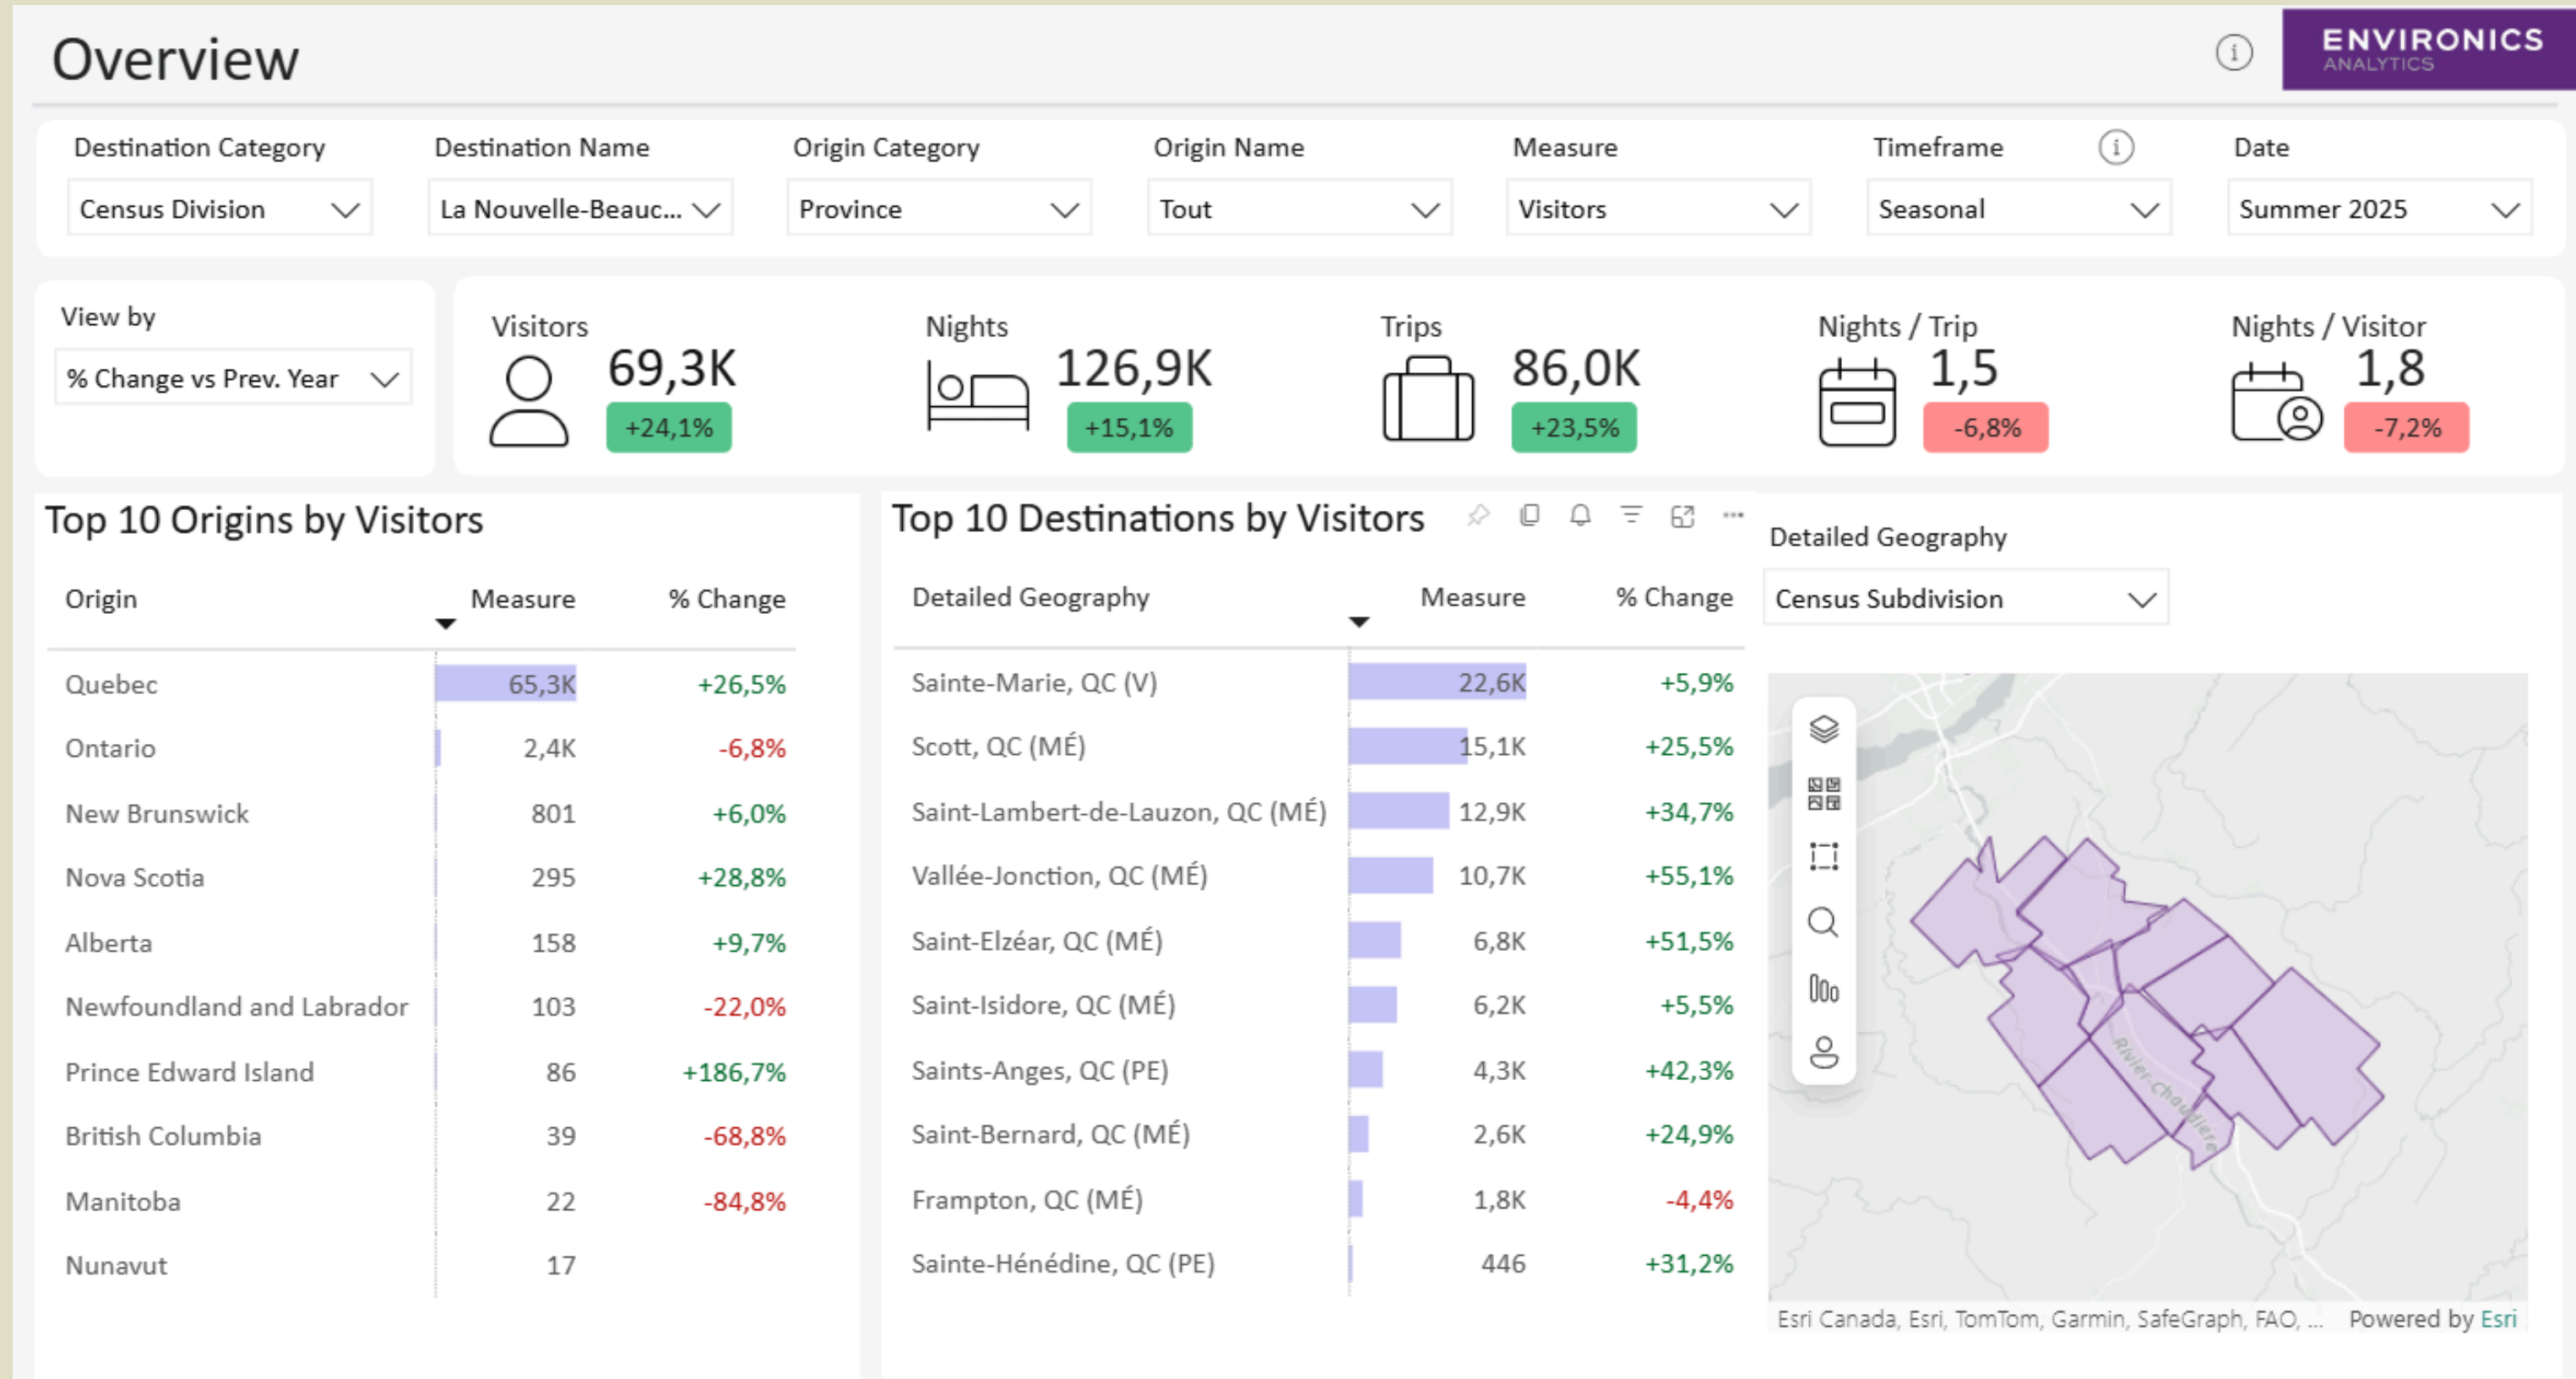 Overview
ENVIRONICS
ANALYTICS
Destination Category Destination Name Origin Category Origin Name Measure Timeframe Date
Census Division La Nouvelle-Beauc... Province Tout Visitors Seasonal Summer 2025
View by
% Change vs Prev. Year
Visitors Nights Trips Nights / Trip Nights / Visitor
69,3K 126,9K 86,0K 1,5 1,8
+24,1% +15,1% +23,5% -6,8% -7,2%
Top 10 Origins by Visitors
Origin Measure % Change
Quebec 65,3K +26,5%
Ontario 2,4K -6,8%
New Brunswick 801 +6,0%
Nova Scotia 295 +28,8%
Alberta 158 +9,7%
Newfoundland and Labrador 103 -22,0%
Prince Edward Island 86 +186,7%
British Columbia 39 -68,8%
Manitoba 22 -84,8%
Nunavut 17
Top 10 Destinations by Visitors
Detailed Geography Measure % Change
Sainte-Marie, QC (V) 22,6K +5,9%
Scott, QC (MÉ) 15,1K +25,5%
Saint-Lambert-de-Lauzon, QC (MÉ) 12,9K +34,7%
Vallée-Jonction, QC (MÉ) 10,7K +55,1%
Saint-Elzéar, QC (MÉ) 6,8K +51,5%
Saint-Isidore, QC (MÉ) 6,2K +5,5%
Saints-Anges, QC (PE) 4,3K +42,3%
Saint-Bernard, QC (MÉ) 2,6K +24,9%
Frampton, QC (MÉ) 1,8K -4,4%
Sainte-Hénédine, QC (PE) 446 +31,2%
Detailed Geography
Census Subdivision
Rivier-Chaudière
Esri Canada, Esri, TomTom, Garmin, SafeGraph, FAO, ... Powered by Esri